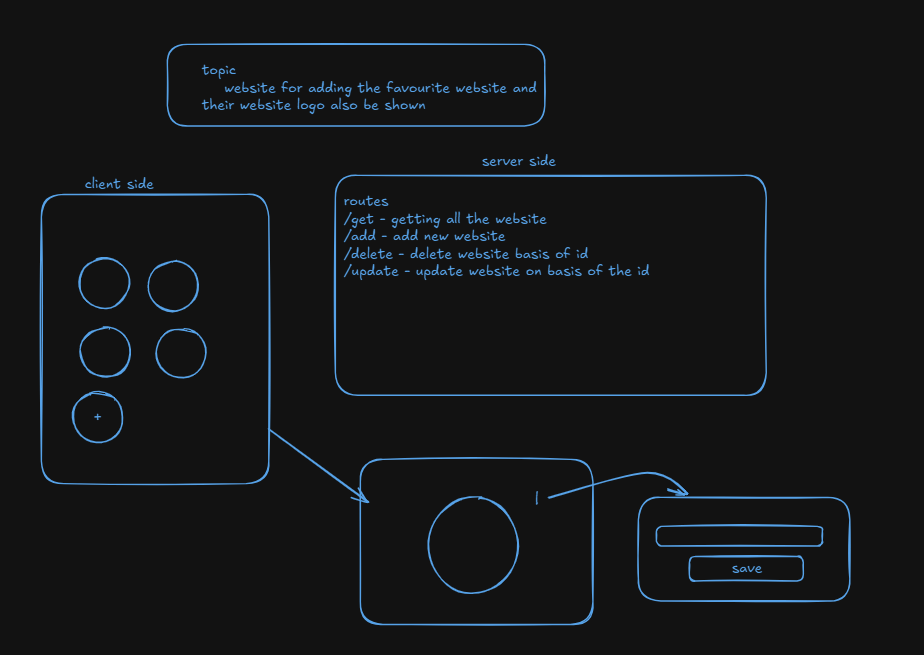 topic
website for adding the favourite website and
their website logo also be shown
server side
client side
routes
/get - getting all the website
/add - add new website
/delete - delete website basis of id
/update - update website on basis of the id
+
save